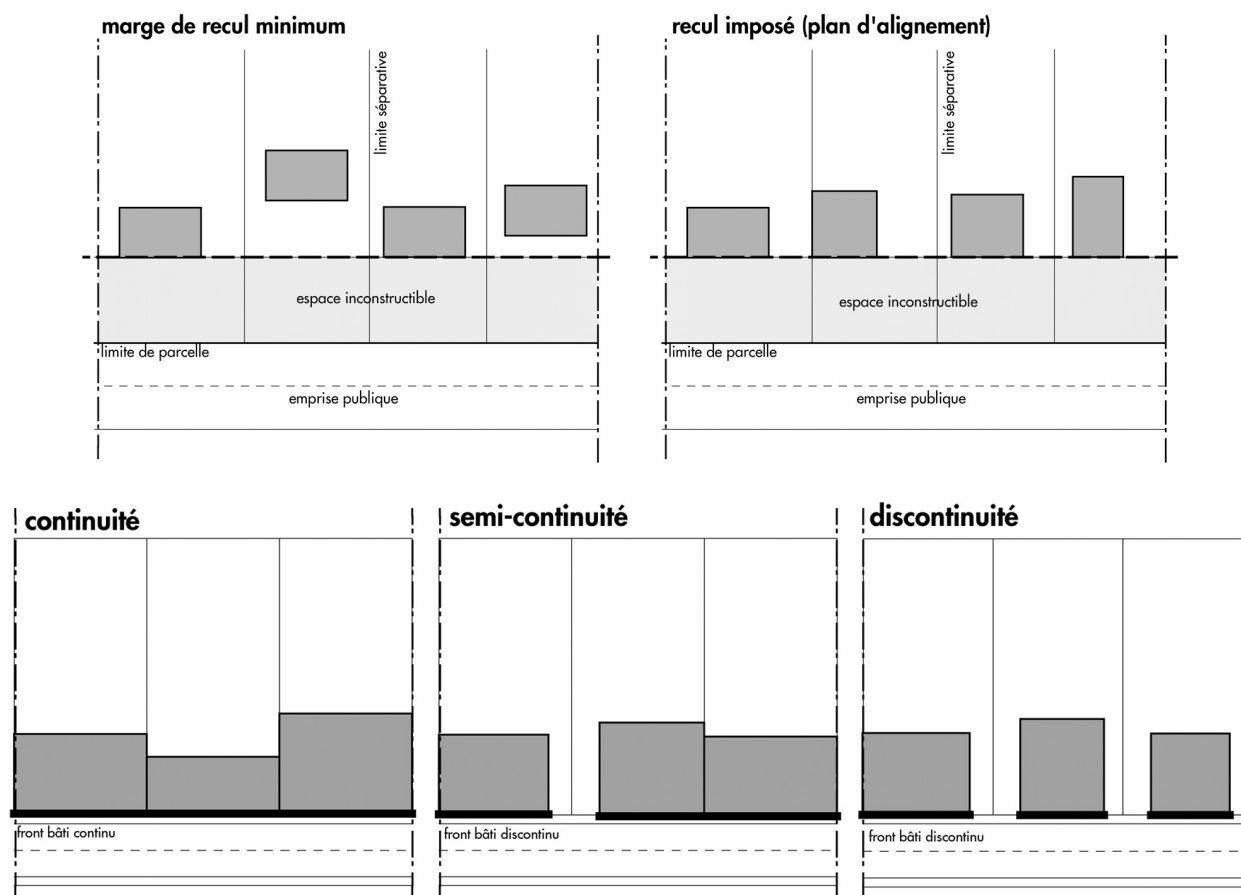 marge de recul minimum
recul imposé (plan d'alignement)
limite séparative
limite séparative
espace inconstructible
espace inconstructible
limite de parcelle
limite de parcelle
emprise publique
emprise publique
continuité
semi-continuité
discontinuité
front bâti continu
front bâti discontinu
front bâti discontinu